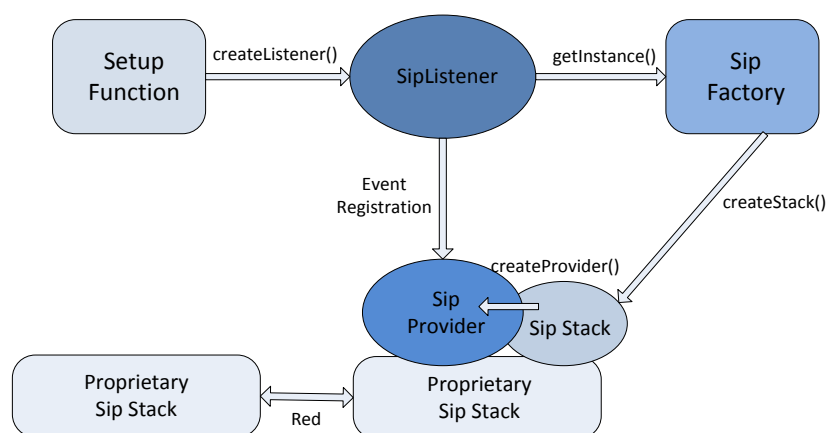 Setup
Function
createListener()
SipListener
getInstance()
Sip
Factory
Event
Registration
createStack()
createProvider()
Sip
Provider
Sip Stack
Proprietary
Sip Stack
Red
Proprietary
Sip Stack